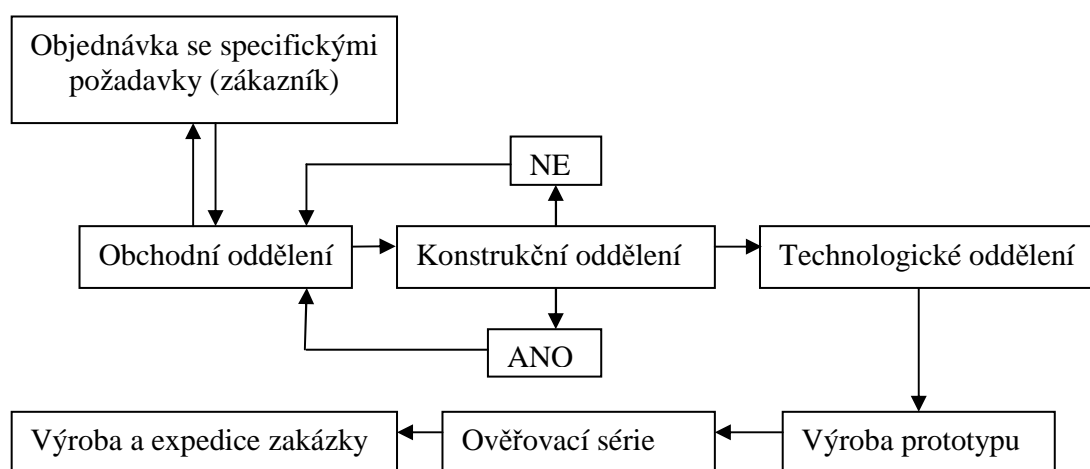 Objednávka se specifickými
požadavky (zákazník)
NE
Obchodní oddělení
Konstrukční oddělení
Technologické oddělení
ANO
Výroba a expedice zakázky
Ověřovací série
Výroba prototypu